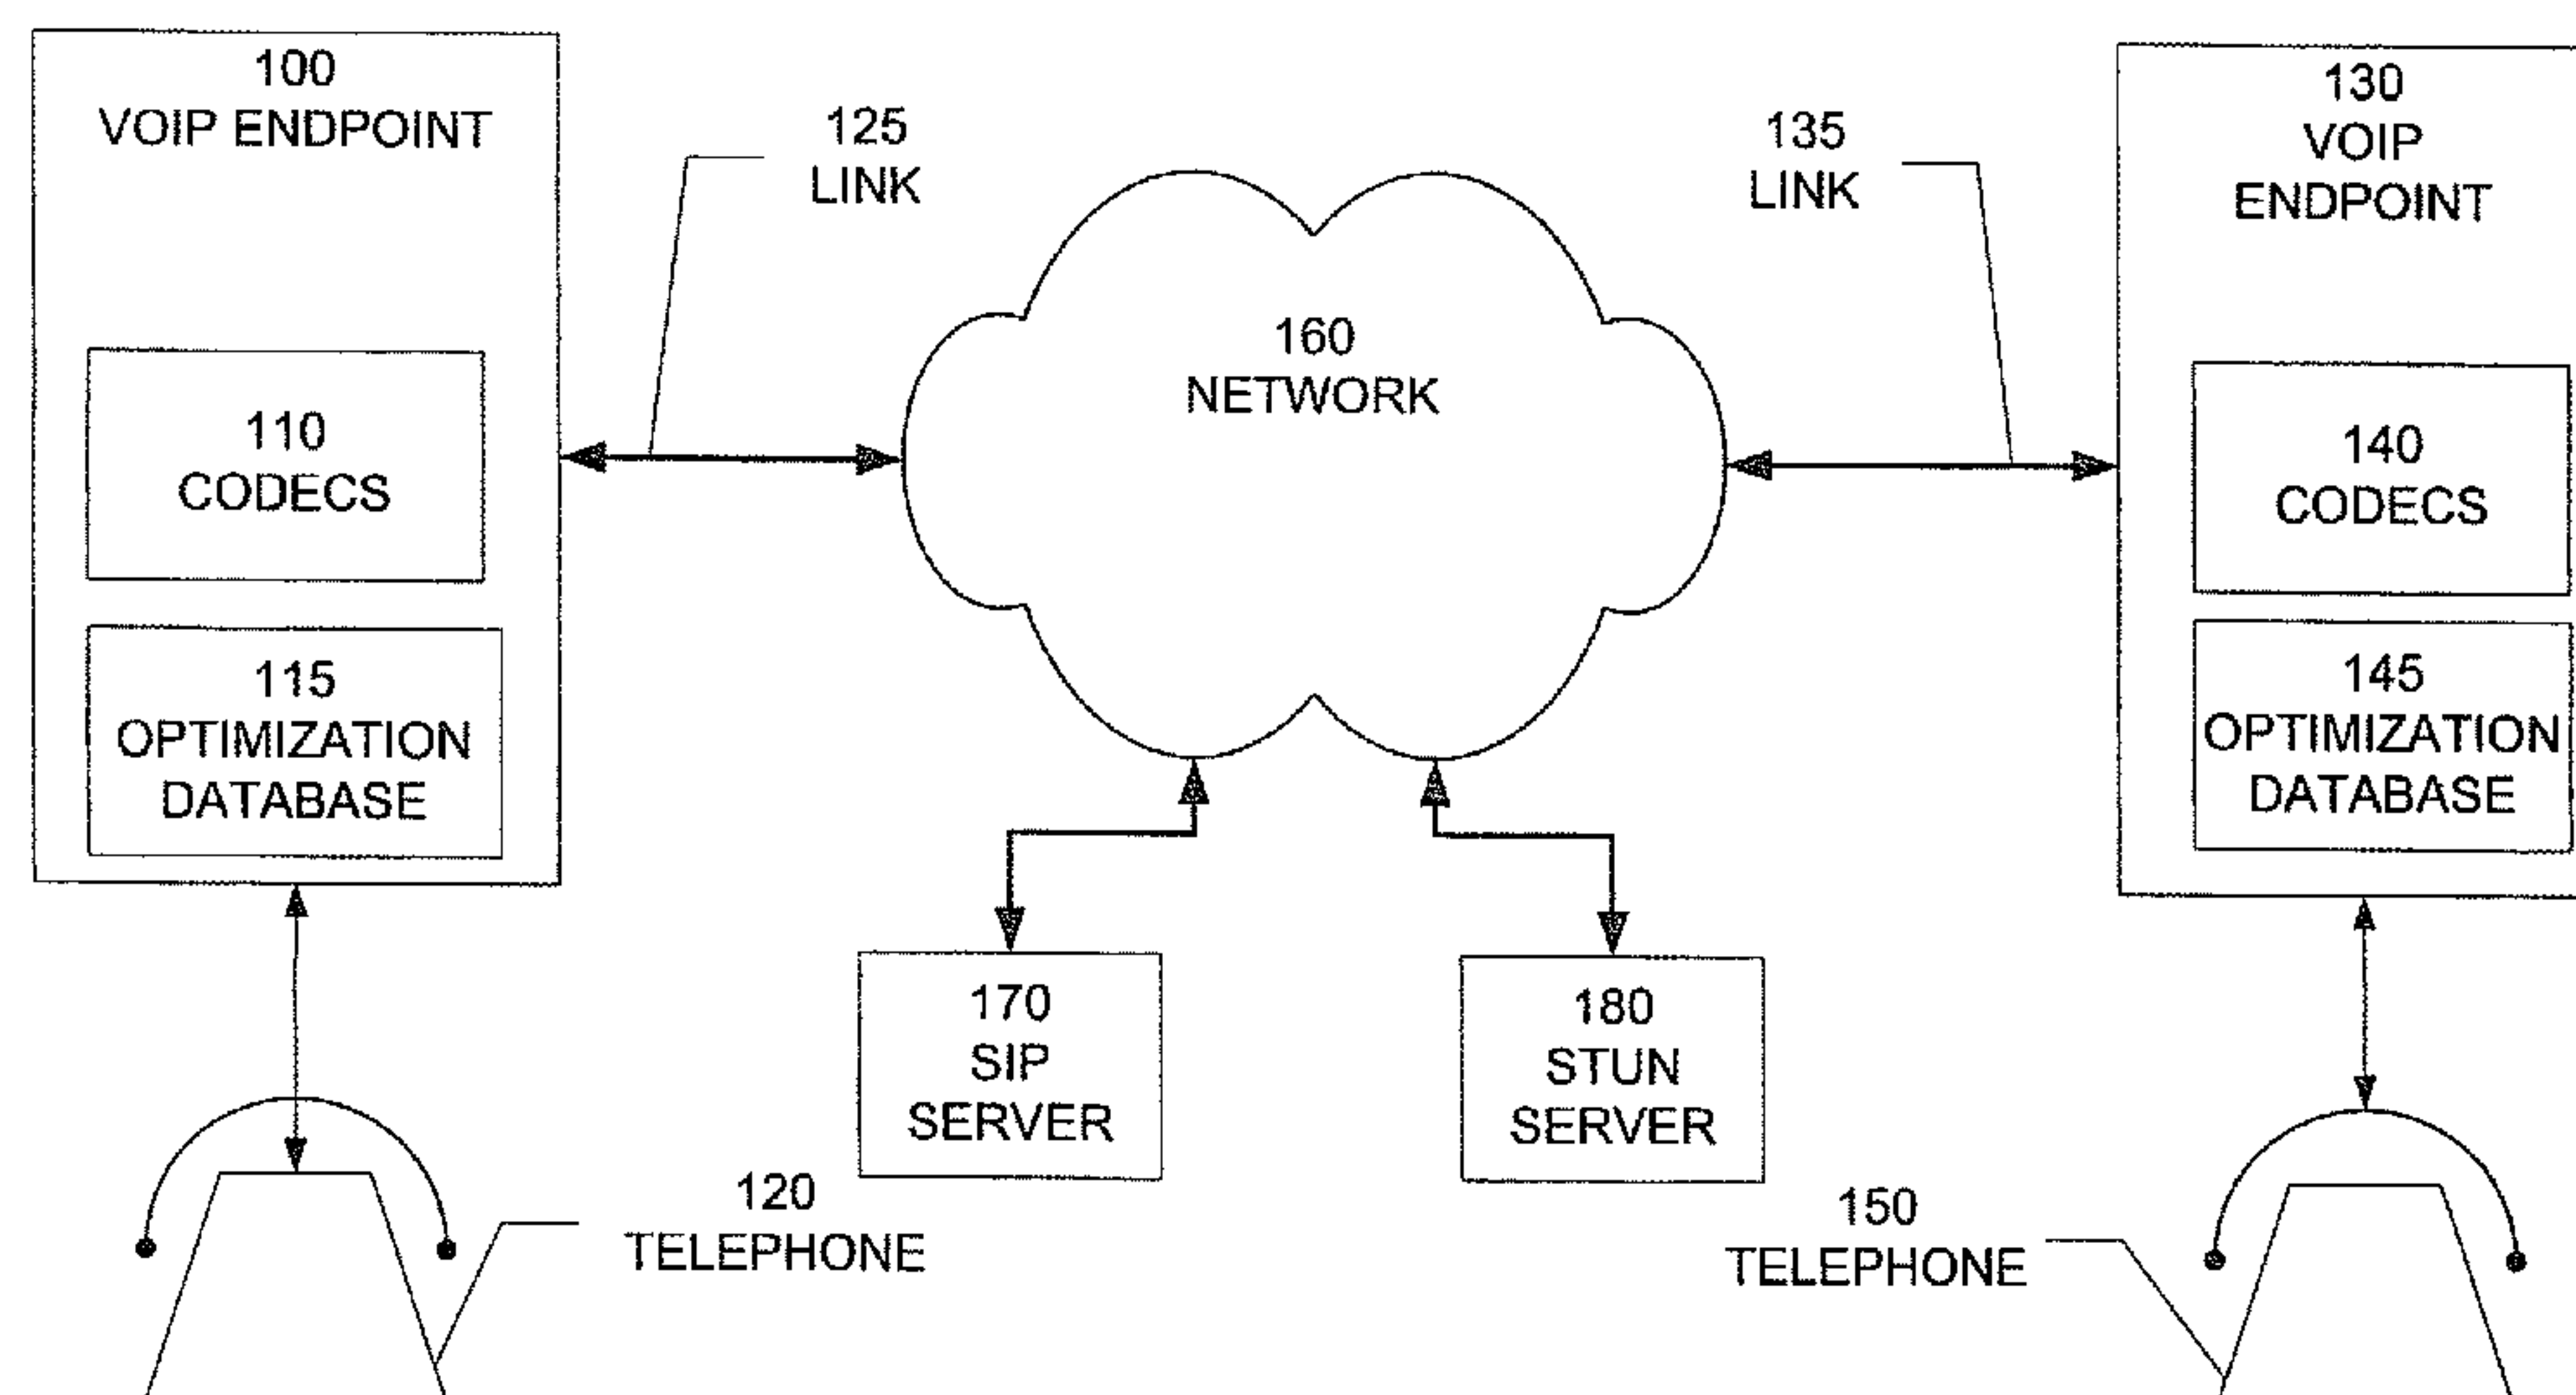 100
VOIP ENDPOINT
110
CODECS
115
OPTIMIZATION
DATABASE
125
LINK
160
NETWORK
135
LINK
130
VOIP
ENDPOINT
140
CODECS
145
OPTIMIZATION
DATABASE
170
SIP
SERVER
180
STUN
SERVER
120
TELEPHONE
150
TELEPHONE